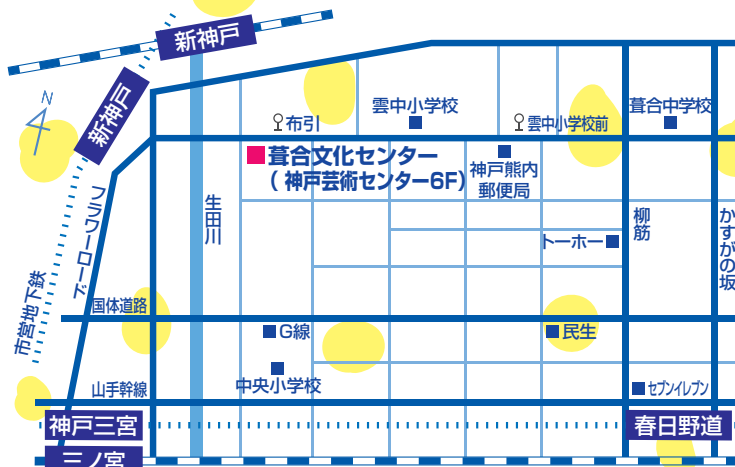 新神戸
新神戸
N
布引
雲中小学校
雲中小学校前
葺合中学校
葺合文化センター
(神戸芸術センター6F)
神戸熊内
郵便局
生田川
フラワーロード
市営地下鉄
トーホー
柳筋
かすがの坂
国体道路
G線
民生
中央小学校
山手幹線
セブンイレブン
神戸三宮
春日野道
三ノ宮